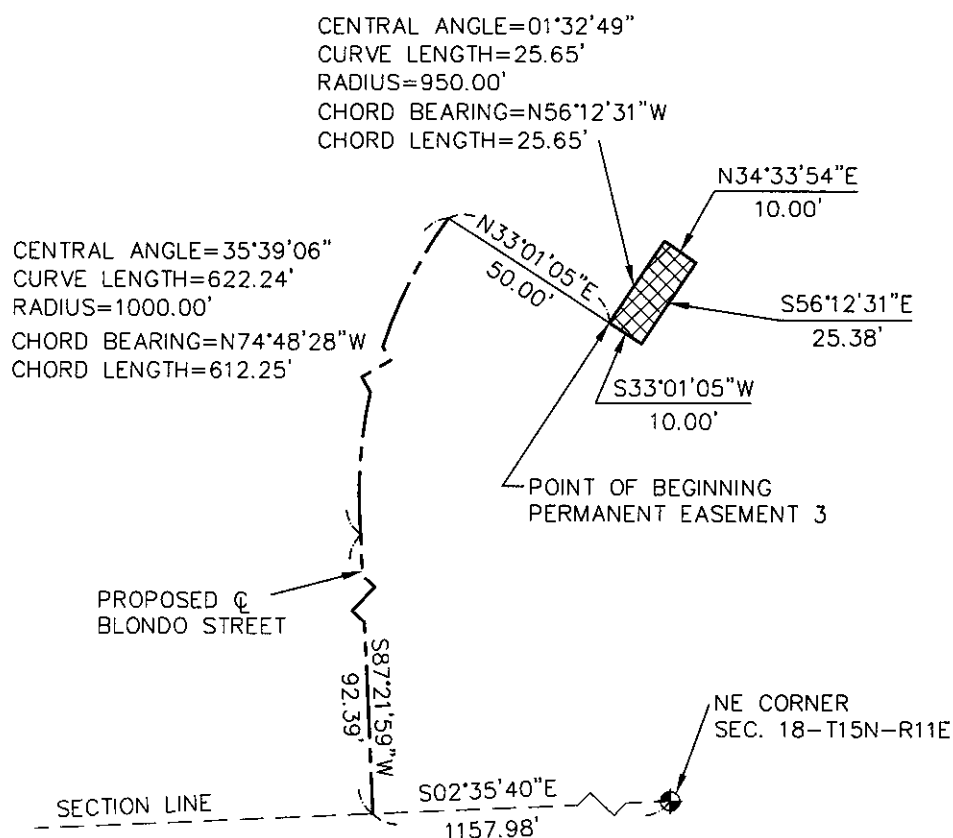 CENTRAL ANGLE=01°32'49"
CURVE LENGTH=25.65'
RADIUS=950.00'
CHORD BEARING=N56°12'31"W
CHORD LENGTH=25.65'
N34°33'54"E
10.00'
N33°01'05"E
50.00'
CENTRAL ANGLE=35°39'06"
CURVE LENGTH=622.24'
RADIUS=1000.00'
CHORD BEARING=N74°48'28"W
CHORD LENGTH=612.25'
S56°12'31"E
25.38'
S33°01'05"W
10.00'
POINT OF BEGINNING
PERMANENT EASEMENT 3
PROPOSED ℄
BLONDO STREET
S87°21'59"W
92.39'
NE CORNER
SEC. 18-T15N-R11E
SECTION LINE
S02°35'40"E
1157.98'